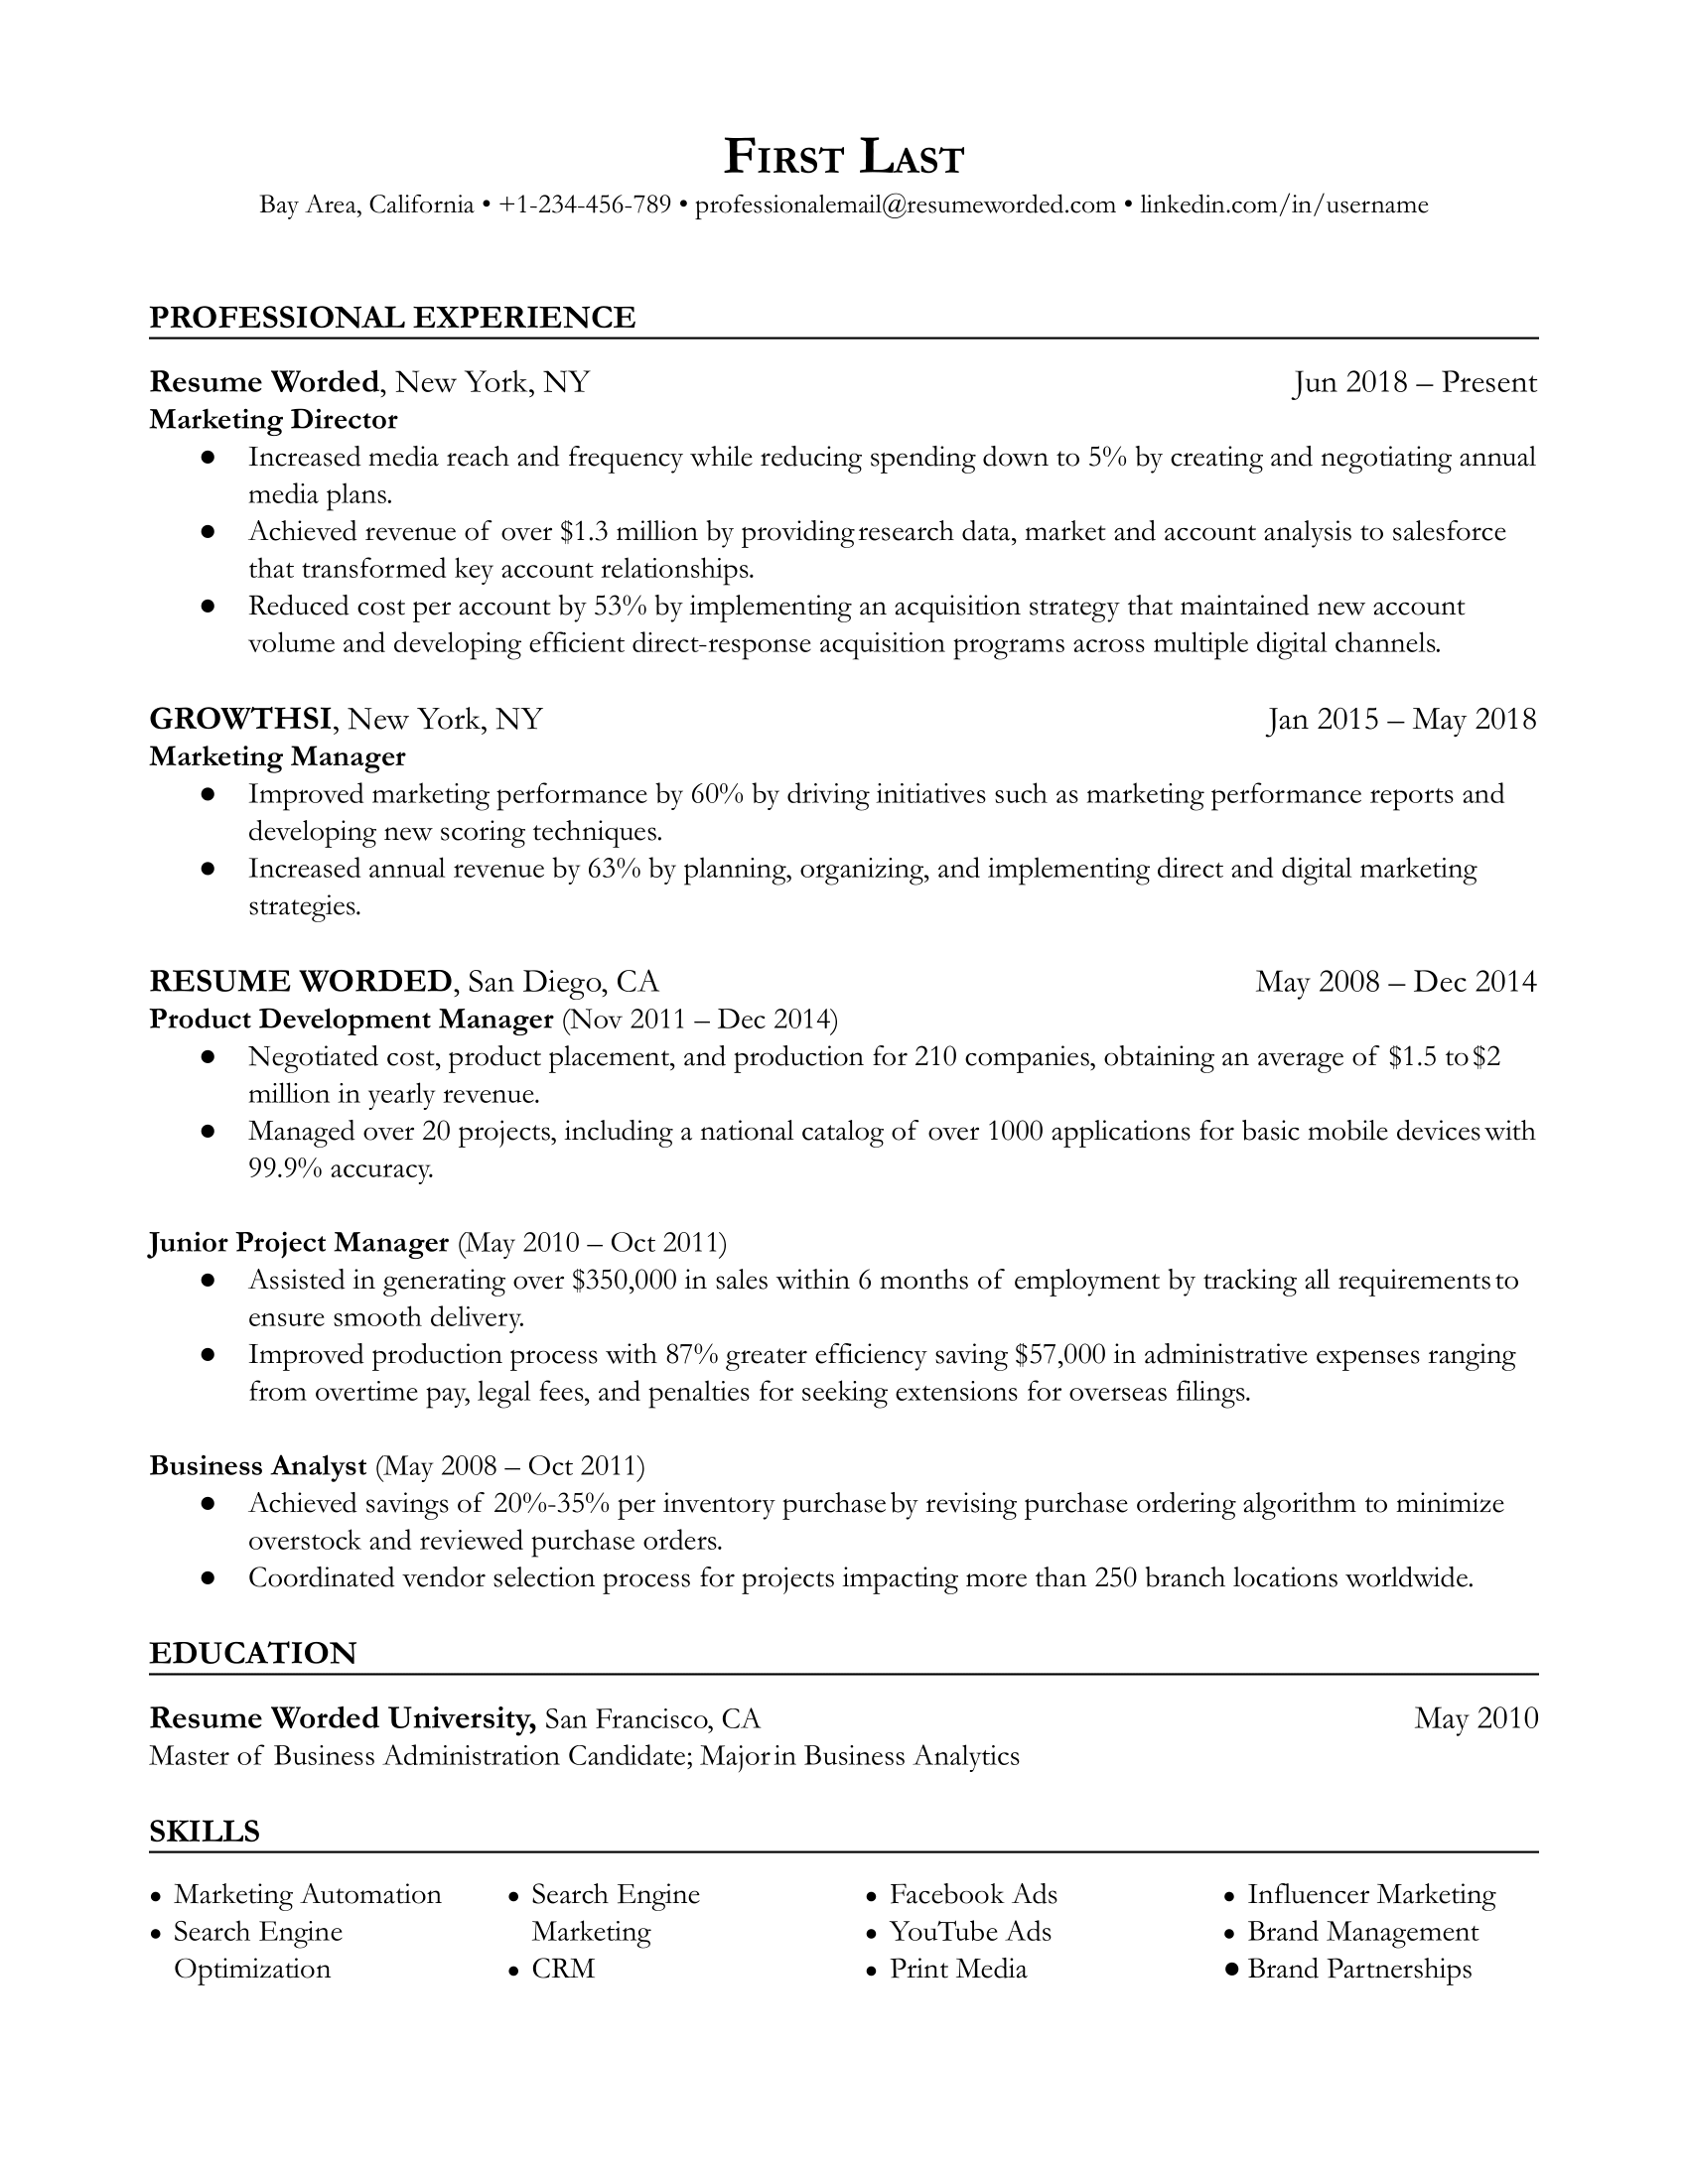 First Last
Bay Area, California • +1-234-456-789 • professionalemail@resumeworded.com • linkedin.com/in/username
PROFESSIONAL EXPERIENCE
Resume Worded, New York, NY Jun 2018 – Present
Marketing Director
● Increased media reach and frequency while reducing spending down to 5% by creating and negotiating annual
media plans.
● Achieved revenue of over $1.3 million by providing research data, market and account analysis to salesforce
that transformed key account relationships.
● Reduced cost per account by 53% by implementing an acquisition strategy that maintained new account
volume and developing efficient direct-response acquisition programs across multiple digital channels.
GROWTHSI, New York, NY Jan 2015 – May 2018
Marketing Manager
● Improved marketing performance by 60% by driving initiatives such as marketing performance reports and
developing new scoring techniques.
● Increased annual revenue by 63% by planning, organizing, and implementing direct and digital marketing
strategies.
RESUME WORDED, San Diego, CA May 2008 – Dec 2014
Product Development Manager (Nov 2011 – Dec 2014)
● Negotiated cost, product placement, and production for 210 companies, obtaining an average of $1.5 to $2
million in yearly revenue.
● Managed over 20 projects, including a national catalog of over 1000 applications for basic mobile devices with
99.9% accuracy.
Junior Project Manager (May 2010 – Oct 2011)
● Assisted in generating over $350,000 in sales within 6 months of employment by tracking all requirements to
ensure smooth delivery.
● Improved production process with 87% greater efficiency saving $57,000 in administrative expenses ranging
from overtime pay, legal fees, and penalties for seeking extensions for overseas filings.
Business Analyst (May 2008 – Oct 2011)
● Achieved savings of 20%-35% per inventory purchase by revising purchase ordering algorithm to minimize
overstock and reviewed purchase orders.
● Coordinated vendor selection process for projects impacting more than 250 branch locations worldwide.
EDUCATION
Resume Worded University, San Francisco, CA May 2010
Master of Business Administration Candidate; Major in Business Analytics
SKILLS
● Marketing Automation
● Search Engine
Optimization
● Search Engine
Marketing
● CRM
● Facebook Ads
● YouTube Ads
● Print Media
● Influencer Marketing
● Brand Management
● Brand Partnerships